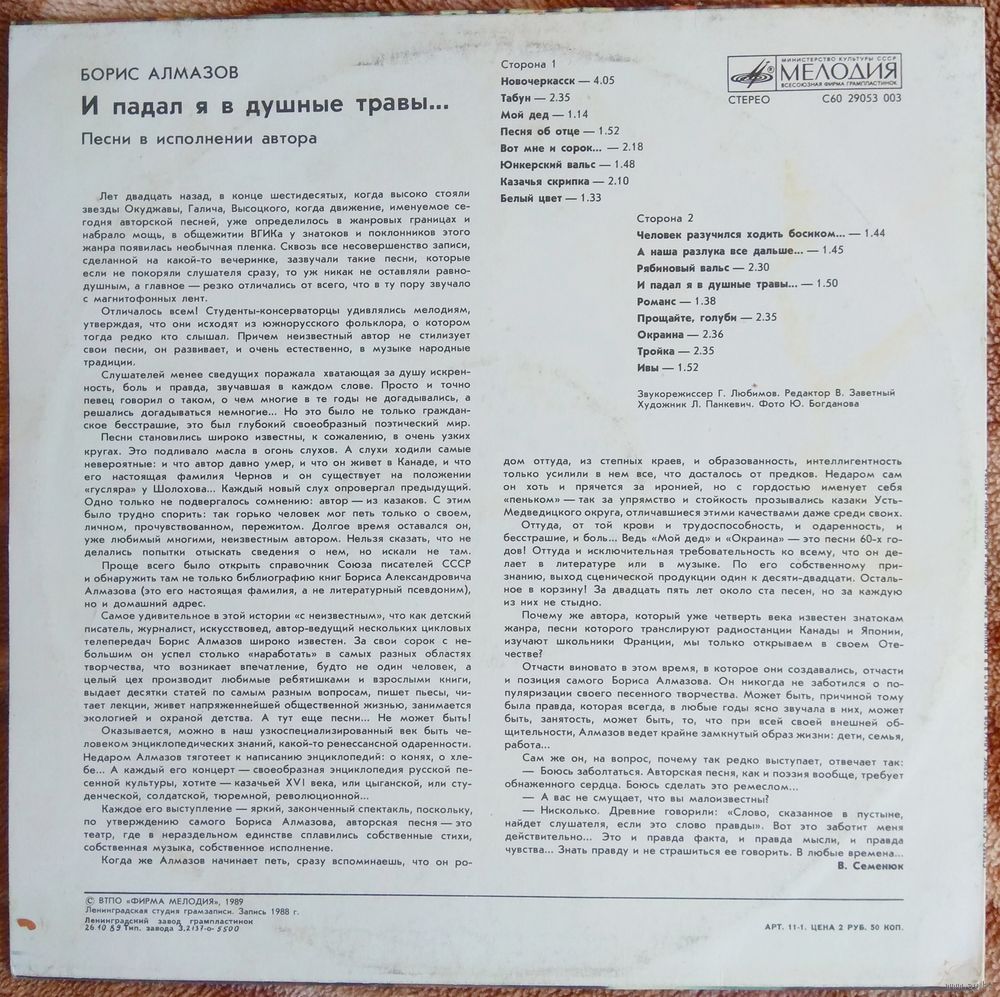 БОРИС АЛМАЗОВ
И падал я в душные травы...
Песни в исполнении автора
Сторона 1
Новочеркасск — 4.05
Табун — 2.35
Мой дед — 1.14
Песня об отце — 1.52
Вот мне и сорок... — 2.18
Юнкерский вальс — 1.48
Казачья скрипка — 2.10
Белый цвет — 1.33
МИНИСТЕРСТВО КУЛЬТУРЫ СССР
МЕЛОДИЯ
ВСЕСОЮЗНАЯ ФИРМА ГРАМПЛАСТИНОК
СТЕРЕО С60 29053 003
Сторона 2
Человек разучился ходить босиком... — 1.44
А наша разлука все дальше... — 1.45
Рябиновый вальс — 2.30
И падал я в душные травы... — 1.50
Романс — 1.38
Прощайте, голуби — 2.35
Окраина — 2.36
Тройка — 2.35
Ивы — 1.52
Звукорежиссер Г. Любимов. Редактор В. Заветный
Художник Л. Панкевич. Фото Ю. Богданова
Лет двадцать назад, в конце шестидесятых, когда высоко стояли
звезды Окуджавы, Галича, Высоцкого, когда движение, именуемое се-
годня авторской песней, уже определилось в жанровых границах и
набрало мощь, в общежитии ВГИКа у знатоков и поклонников этого
жанра появилась необычная пленка. Сквозь все несовершенство записи,
сделанной на какой-то вечеринке, зазвучали такие песни, которые
если не покоряли слушателя сразу, то уж никак не оставляли равно-
душным, а главное — резко отличались от всего, что в ту пору звучало
с магнитофонных лент.
Отличалось всем! Студенты-консерваторцы удивлялись мелодиям,
утверждая, что они исходят из южнорусского фольклора, о котором
тогда редко кто слышал. Причем неизвестный автор не стилизует
свои песни, он развивает, и очень естественно, в музыке народные
традиции.
Слушателей менее сведущих поражала хватающая за душу искрен-
ность, боль и правда, звучавшая в каждом слове. Просто и точно
певец говорил о таком, о чем многие в те годы не догадывались, а
решались догадываться немногие... Но это было не только граждан-
ское бесстрашие, это был глубокий своеобразный поэтический мир.
Песни становились широко известны, к сожалению, в очень узких
кругах. Это подливало масла в огонь слухов. А слухи ходили самые
невероятные: и что автор давно умер, и что он живет в Канаде, и что
его настоящая фамилия Чернов и он существует на положении
«гусляра» у Шолохова... Каждый новый слух опровергал предыдущий.
Одно только не подвергалось сомнению: автор — из казаков. С этим
было трудно спорить: так горько человек мог петь только о своем,
личном, прочувствованном, пережитом. Долгое время оставался он,
уже любимый многими, неизвестным автором. Нельзя сказать, что не
делались попытки отыскать сведения о нем, но искали не там.
Проще всего было открыть справочник Союза писателей СССР
и обнаружить там не только библиографию книг Бориса Александровича
Алмазова (это его настоящая фамилия, а не литературный псевдоним),
но и домашний адрес.
Самое удивительное в этой истории «с неизвестным», что как детский
писатель, журналист, искусствовед, автор-ведущий нескольких цикловых
телепередач Борис Алмазов широко известен. За свои сорок с не-
большим он успел столько «наработать» в самых разных областях
творчества, что возникает впечатление, будто не один человек, а
целый цех производит любимые ребятишками и взрослыми книги,
выдает десятки статей по самым разным вопросам, пишет пьесы, чи-
тает лекции, живет напряженнейшей общественной жизнью, занимается
экологией и охраной детства. А тут еще песни... Не может быть!
Оказывается, можно в наш узкоспециализированный век быть че-
ловеком энциклопедических знаний, какой-то ренессансной одаренности.
Недаром Алмазов тяготеет к написанию энциклопедий: о конях, о хле-
бе... А каждый его концерт — своеобразная энциклопедия русской пе-
сенной культуры, хотите — казачьей XVI века, или цыганской, или сту-
денческой, солдатской, тюремной, революционной...
Каждое его выступление — яркий, законченный спектакль, поскольку,
по утверждению самого Бориса Алмазова, авторская песня — это
театр, где в нераздельном единстве сплавились собственные стихи,
собственная музыка, собственное исполнение.
Когда же Алмазов начинает петь, сразу вспоминаешь, что он ро-
дом оттуда, из степных краев, и образованность, интеллигентность
только усилили в нем все, что досталось от предков. Недаром сам
он хоть и прячется за иронией, но с гордостью именует себя
«пеньком» — так за упрямство и стойкость прозывались казаки Усть-
Медведицкого округа, отличавшиеся этими качествами даже среди своих.
Оттуда, от той крови и трудоспособность, и одаренность, и
бесстрашие, и боль... Ведь «Мой дед» и «Окраина» — это песни 60-х го-
дов! Оттуда и исключительная требовательность ко всему, что он де-
лает в литературе или в музыке. По его собственному при-
знанию, выход сценической продукции один к десяти-двадцати. Осталь-
ное в корзину! За двадцать пять лет около ста песен, но за каждую
из них не стыдно.
Почему же автора, который уже четверть века известен знатокам
жанра, песни которого транслируют радиостанции Канады и Японии,
изучают школьники Франции, мы только открываем в своем Оте-
честве?
Отчасти виновато в этом время, в которое они создавались, отчасти
и позиция самого Бориса Алмазова. Он никогда не заботился о по-
пуляризации своего песенного творчества. Может быть, причиной тому
была правда, которая всегда, в любые годы ясно звучала в них, может
быть, занятость, может быть, то, что при всей своей внешней об-
щительности, Алмазов ведет крайне замкнутый образ жизни: дети, семья,
работа...
Сам же он, на вопрос, почему так редко выступает, отвечает так:
— Боюсь заболтаться. Авторская песня, как и поэзия вообще, требует
обнаженного сердца. Боюсь сделать это ремеслом...
— А вас не смущает, что вы малоизвестны?
— Нисколько. Древние говорили: «Слово, сказанное в пустыне,
найдет слушателя, если это слово правды». Вот это заботит меня
действительно... Это и правда факта, и правда мысли, и правда
чувства... Знать правду и не страшиться ее говорить. В любые времена...
В. Семенюк
© ВТПО «ФИРМА МЕЛОДИЯ», 1989
Ленинградская студия грамзаписи. Запись 1988 г.
Ленинградский завод грампластинок
26 10 89 Тип. завода 3.2137-о-5500
АРТ. 11-1. ЦЕНА 2 РУБ. 50 КОП.